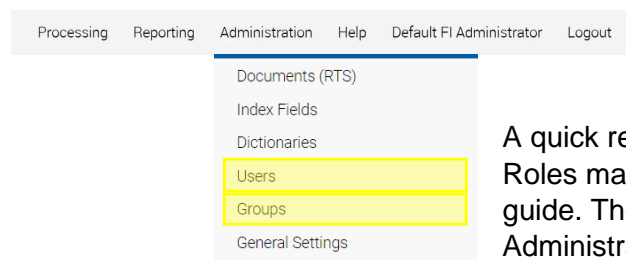 Processing Reporting Administration Help Default FI Administrator Logout
Documents (RTS)
Index Fields
Dictionaries
Users
Groups
General Settings
A quick re
Roles ma
guide. Th
Administr